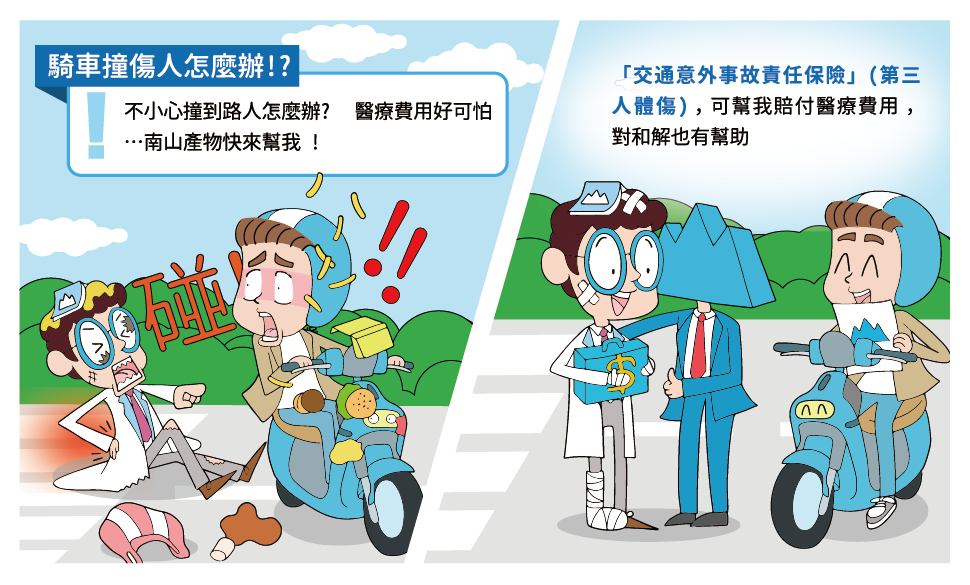 騎車撞傷人怎麼辦!?
不小心撞到路人怎麼辦? 醫療費用好可怕
…南山產物快來幫我 !
碰!
!!
「交通意外事故責任保險」(第三
人體傷),可幫我賠付醫療費用,
對和解也有幫助
$